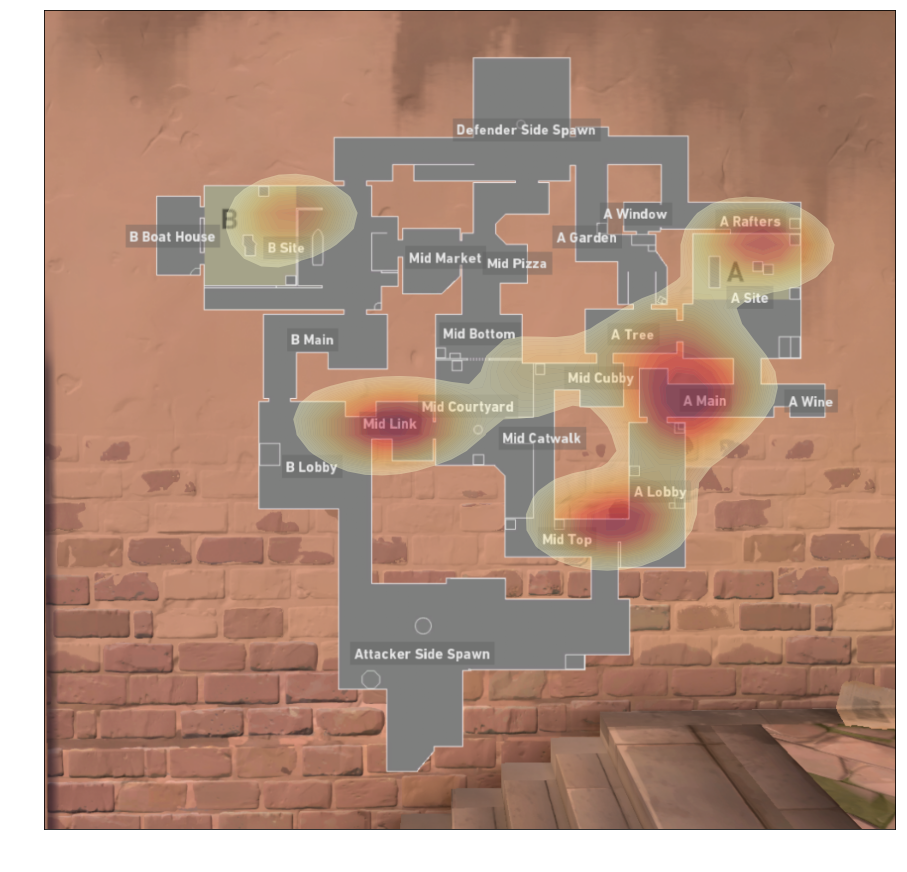 Defender Side Spawn
A Window
A Rafters
B
A Garden
B Boat House
B Site
Mid Market
Mid Pizza
A
A Site
B Main
Mid Bottom
A Tree
Mid Cubby
A Main
A Wine
Mid Courtyard
Mid Link
Mid Catwalk
B Lobby
A Lobby
Mid Top
Attacker Side Spawn